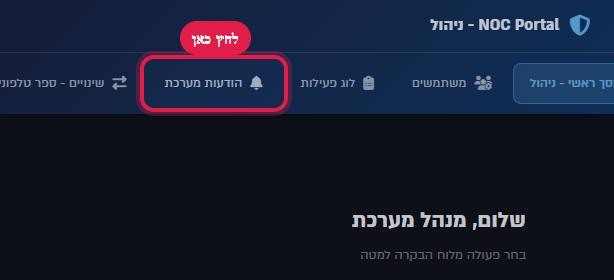 NOC Portal - ניהול
לחץ כאן
מסך ראשי - ניהול
משתמשים
לוג פעילות
הודעות מערכת
שינויים - ספר טלפוני
שלום, מנהל מערכת
בחר פעולה מלוח הבקרה למטה